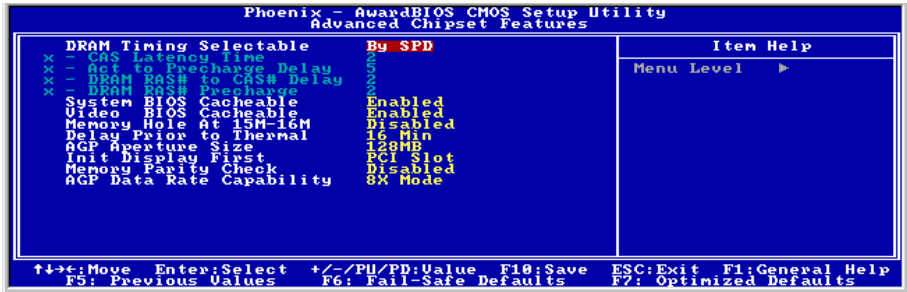 Phoenix - AwardBIOS CMOS Setup Utility
Advanced Chipset Features
DRAM Timing Selectable By SPD
x - CAS Latency Time 2
x - Act to Precharge Delay 5
x - DRAM RAS# to CAS# Delay 2
x - DRAM RAS# Precharge 2
System BIOS Cacheable Enabled
Video BIOS Cacheable Enabled
Memory Hole At 15M-16M Disabled
Delay Prior to Thermal 16 Min
AGP Aperture Size 128MB
Init Display First PCI Slot
Memory Parity Check Disabled
AGP Data Rate Capability 8X Mode
Item Help
Menu Level ►
↑↓→←:Move Enter:Select +/-/PU/PD:Value F10:Save ESC:Exit F1:General Help
F5: Previous Values F6: Fail-Safe Defaults F7: Optimized Defaults